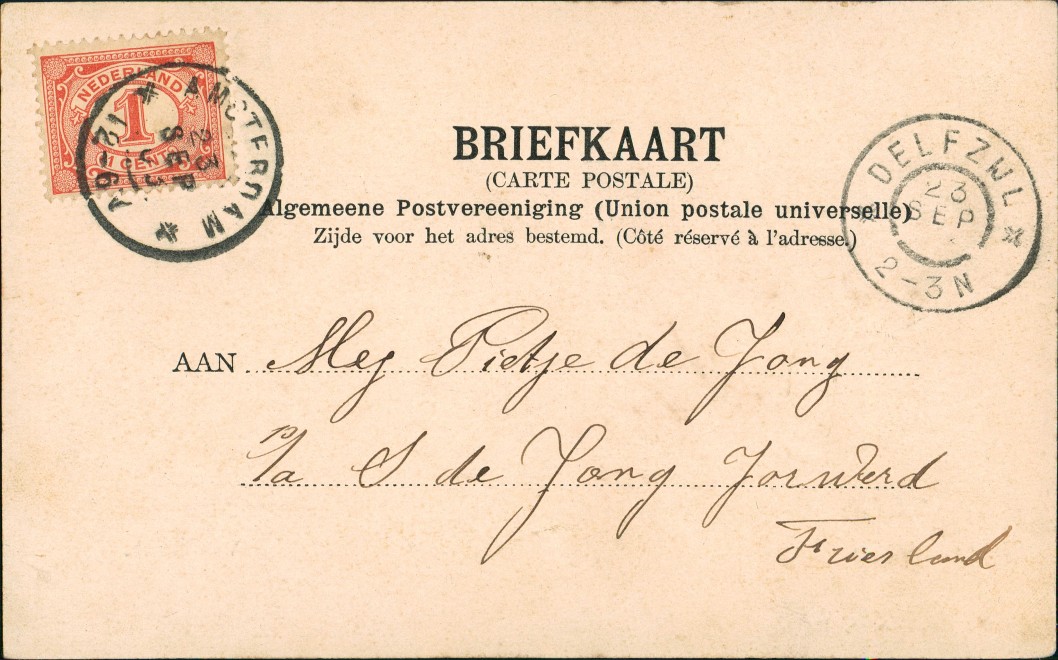 NEDERLAND
1
1 CENT
AMSTERDAM
23
SEP
BRIEFKAART
(CARTE POSTALE)
Algemeene Postvereeniging (Union postale universelle)
Zijde voor het adres bestemd. (Côté réservé à l'adresse.)
DELFZYL
23
SEP
2-3N
AAN Mej Pietje de Jong
p/a S de Jong Jorwerd
Friesland